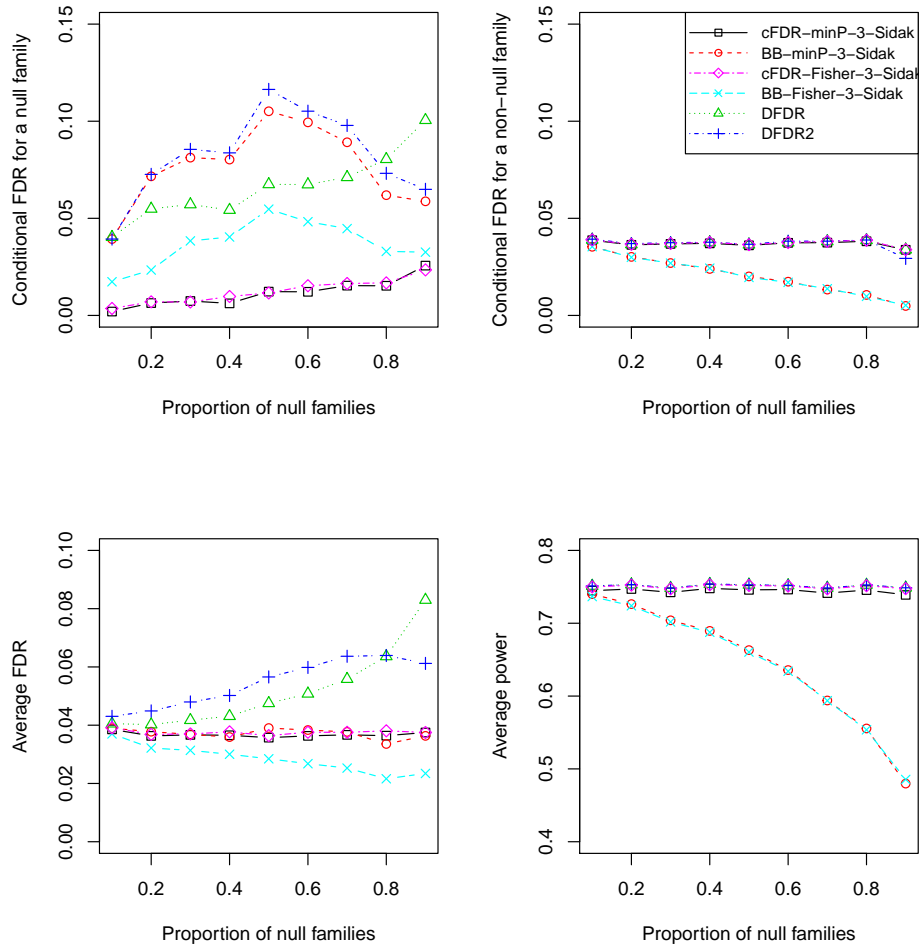 Conditional FDR for a null family
0.00 0.05 0.10 0.15
0.2 0.4 0.6 0.8
Proportion of null families
Conditional FDR for a non−null family
0.00 0.05 0.10 0.15
0.2 0.4 0.6 0.8
Proportion of null families
cFDR−minP−3−Sidak
BB−minP−3−Sidak
cFDR−Fisher−3−Sidak
BB−Fisher−3−Sidak
DFDR
DFDR2
Average FDR
0.00 0.02 0.04 0.06 0.08 0.10
0.2 0.4 0.6 0.8
Proportion of null families
Average power
0.4 0.5 0.6 0.7 0.8
0.2 0.4 0.6 0.8
Proportion of null families